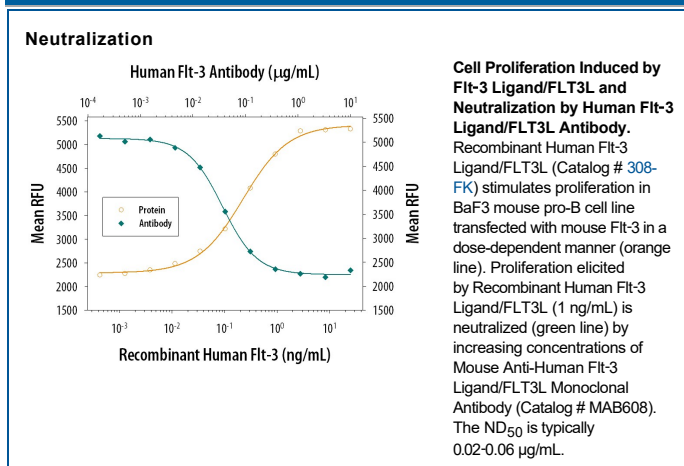 Neutralization
Human Flt-3 Antibody (µg/mL)
10-4 10-3 10-2 10-1 100 101
5500 5500
5000 5000
4500 4500
4000 4000
3500 3500
3000 3000
2500 2500
2000 2000
1500 1500
Mean RFU
Mean RFU
Protein
Antibody
10-3 10-2 10-1 100 101
Recombinant Human Flt-3 (ng/mL)
Cell Proliferation Induced by
Flt-3 Ligand/FLT3L and
Neutralization by Human Flt-3
Ligand/FLT3L Antibody.
Recombinant Human Flt-3
Ligand/FLT3L (Catalog # 308-
FK) stimulates proliferation in
BaF3 mouse pro-B cell line
transfected with mouse Flt-3 in a
dose-dependent manner (orange
line). Proliferation elicited
by Recombinant Human Flt-3
Ligand/FLT3L (1 ng/mL) is
neutralized (green line) by
increasing concentrations of
Mouse Anti-Human Flt-3
Ligand/FLT3L Monoclonal
Antibody (Catalog # MAB608).
The ND50 is typically
0.02-0.06 µg/mL.